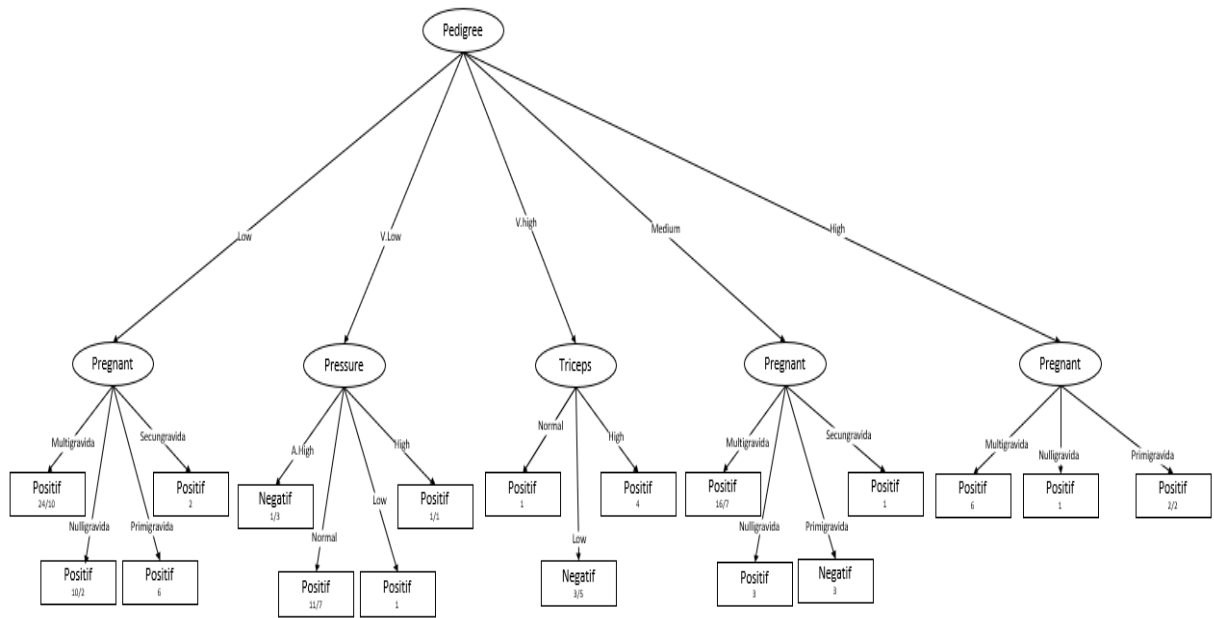 Pedigree
Low
V.Low
V.high
Medium
High
Pregnant
Pressure
Triceps
Pregnant
Pregnant
Multigravida
Secungravida
Nulligravida
Primigravida
A.High
High
Normal
Low
Normal
High
Low
Multigravida
Secungravida
Nulligravida
Primigravida
Multigravida
Nulligravida
Primigravida
Positif
24/10
Positif
2
Negatif
1/3
Positif
1/1
Positif
1
Positif
4
Positif
16/7
Positif
1
Positif
6
Positif
1
Positif
2/2
Positif
10/2
Positif
6
Positif
11/7
Positif
1
Negatif
3/5
Positif
3
Negatif
3